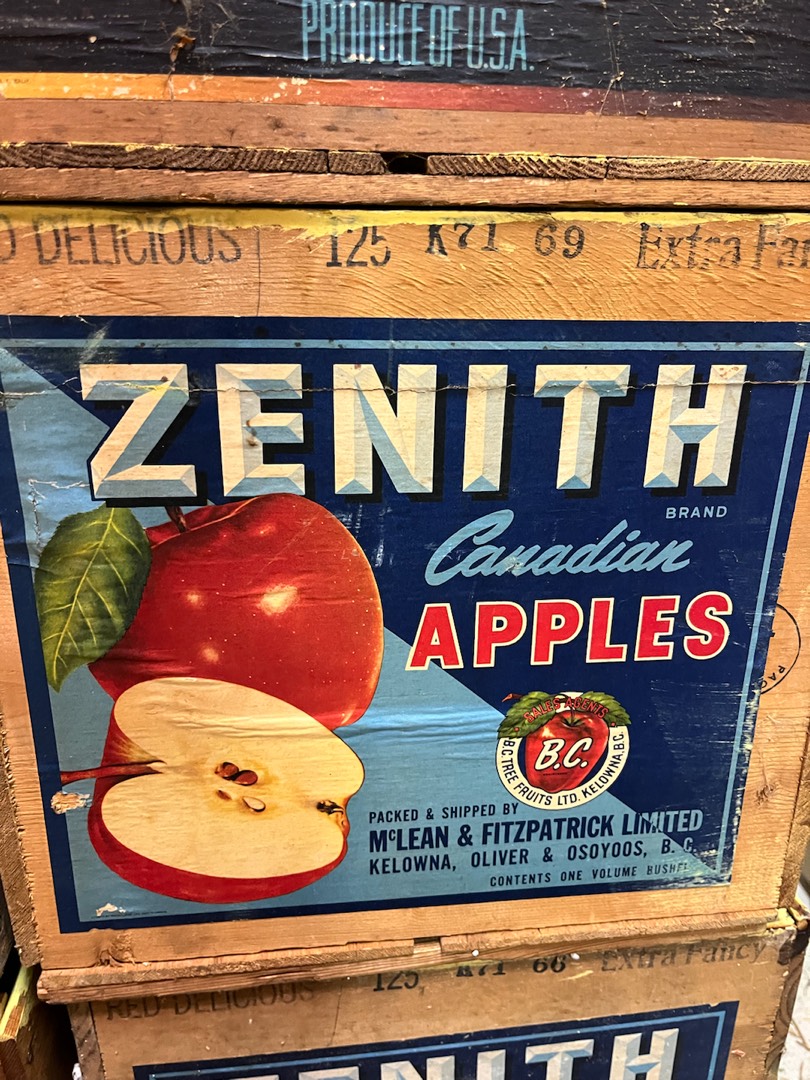 PRODUCE OF U.S.A.
DELICIOUS 125 K71 69 Extra
ZENITH
BRAND
Canadian
APPLES
SALES AGENTS
B.C.
B.C. TREE FRUITS LTD. KELOWNA, B.C.
PACKED & SHIPPED BY
McLEAN & FITZPATRICK LIMITED
KELOWNA, OLIVER & OSOYOOS, B. C.
CONTENTS ONE VOLUME BUSHEL
RED DELICIOUS 125 K71 66 Extra Fancy
ZENITH